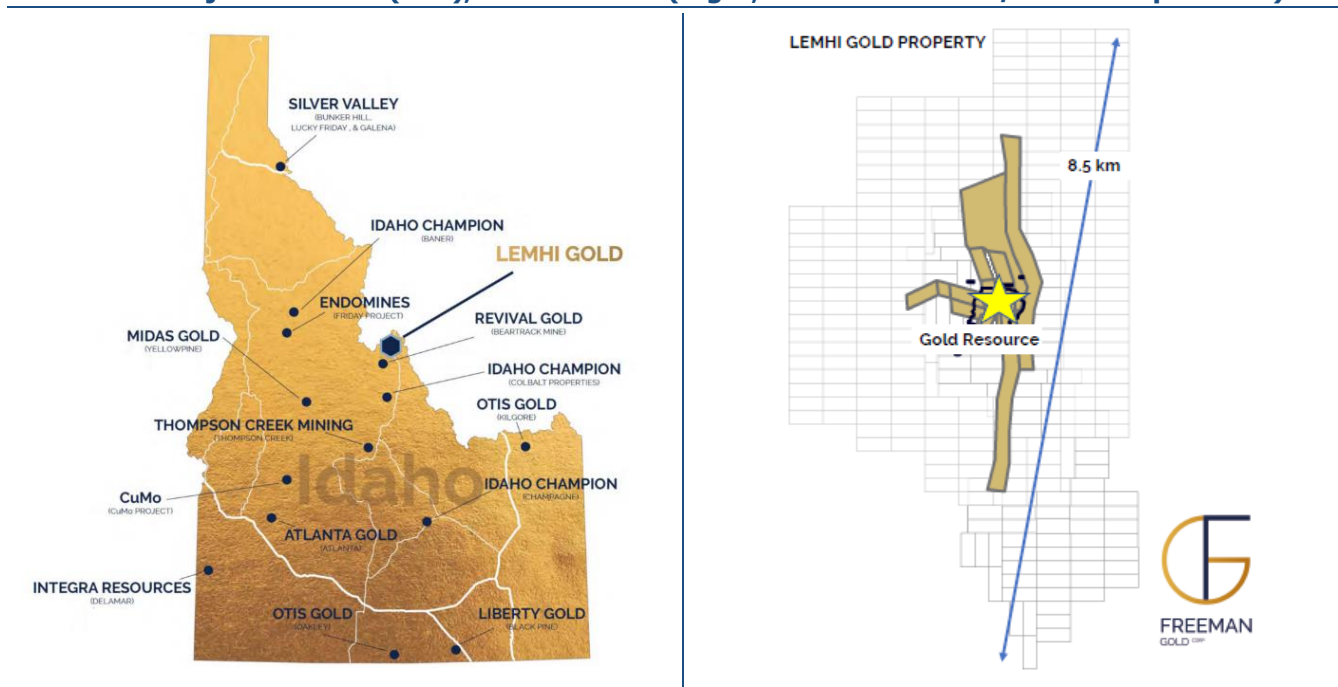 SILVER VALLEY
(BUNKER HILL,
LUCKY FRIDAY , & GALENA)
IDAHO CHAMPION
(BANER)
LEMHI GOLD
ENDOMINES
(FRIDAY PROJECT)
REVIVAL GOLD
(BEARTRACK MINE)
MIDAS GOLD
(YELLOWPINE)
IDAHO CHAMPION
(COLBALT PROPERTIES)
OTIS GOLD
(KILGORE)
THOMPSON CREEK MINING
(THOMPSON CREEK)
Idaho
IDAHO CHAMPION
(CHAMPAGNE)
CuMo
(CuMo PROJECT)
ATLANTA GOLD
(ATLANTA)
INTEGRA RESOURCES
(DELAMAR)
OTIS GOLD
(OAKLEY)
LIBERTY GOLD
(BLACK PINE)
LEMHI GOLD PROPERTY
8.5 km
Gold Resource
FREEMAN
GOLD CORP